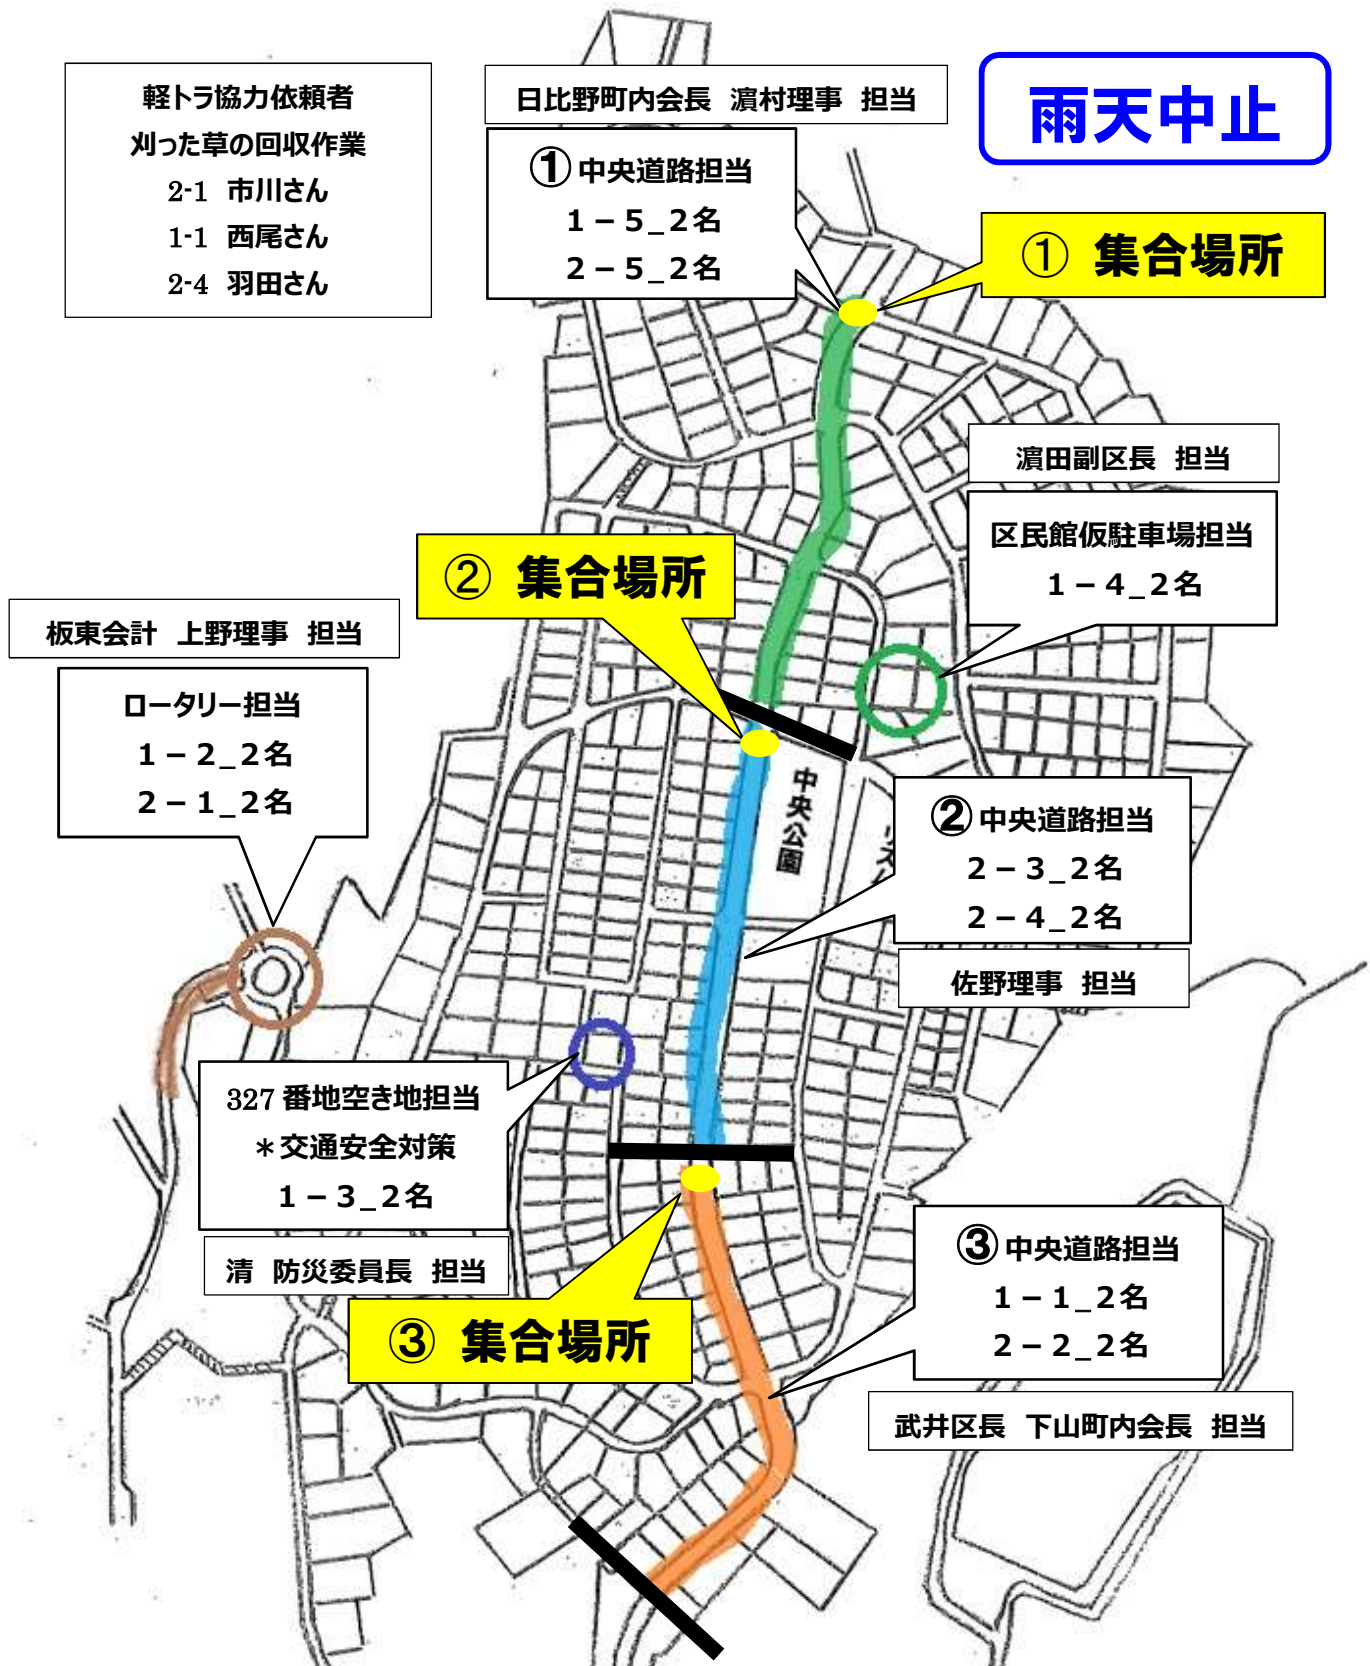 軽トラ協力依頼者
刈った草の回収作業
2-1 市川さん
1-1 西尾さん
2-4 羽田さん
日比野町内会長 濵村理事 担当
①中央道路担当
1－5_2名
2－5_2名
雨天中止
① 集合場所
濵田副区長 担当
区民館仮駐車場担当
1－4_2名
② 集合場所
板東会計 上野理事 担当
ロータリー担当
1－2_2名
2－1_2名
中央公園
②中央道路担当
2－3_2名
2－4_2名
佐野理事 担当
327番地空き地担当
＊交通安全対策
1－3_2名
清 防災委員長 担当
③ 集合場所
③中央道路担当
1－1_2名
2－2_2名
武井区長 下山町内会長 担当